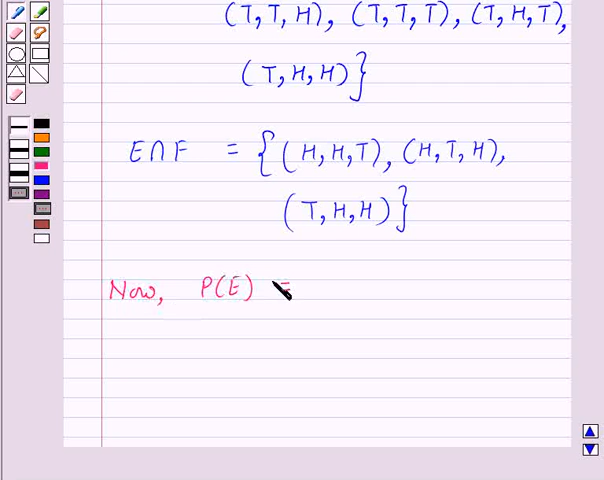 (T,T,H), (T,T,T), (T,H,T),
(T,H,H)}
E∩F = {(H,H,T), (H,T,H),
(T,H,H)}
Now, P(E) =